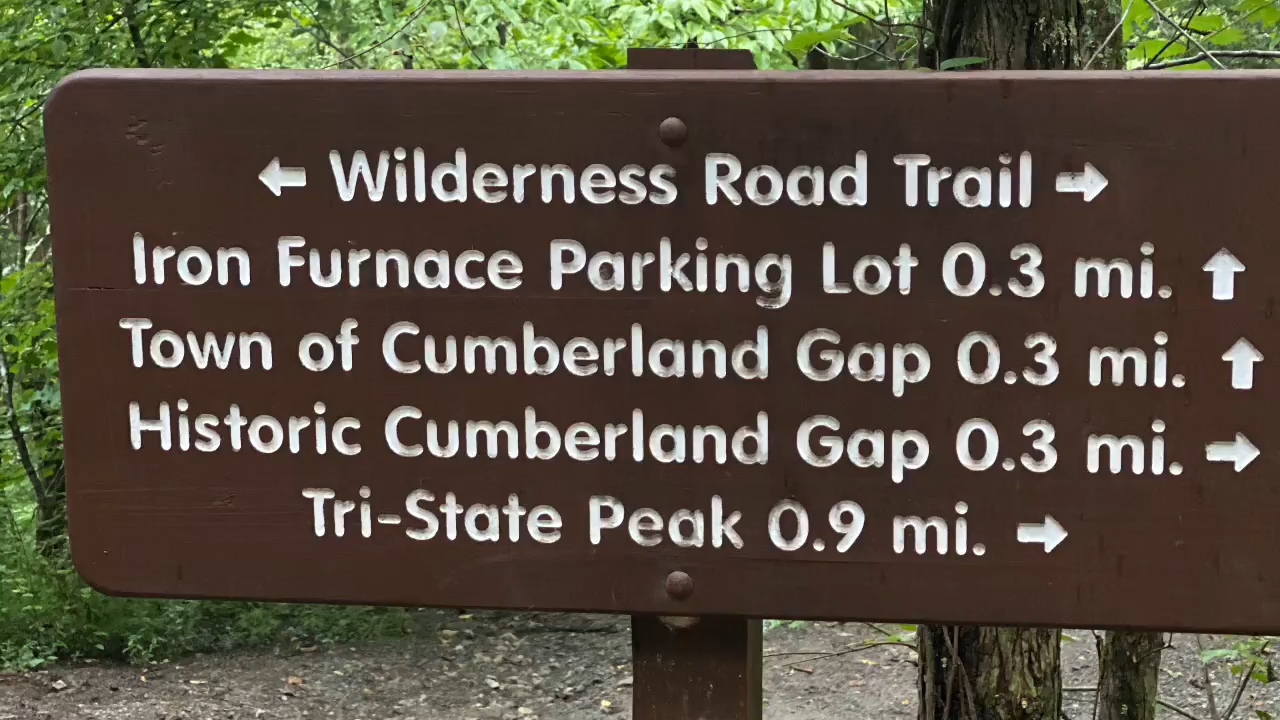 ← Wilderness Road Trail →
Iron Furnace Parking Lot 0.3 mi. ↑
Town of Cumberland Gap 0.3 mi. ↑
Historic Cumberland Gap 0.3 mi. →
Tri-State Peak 0.9 mi. →